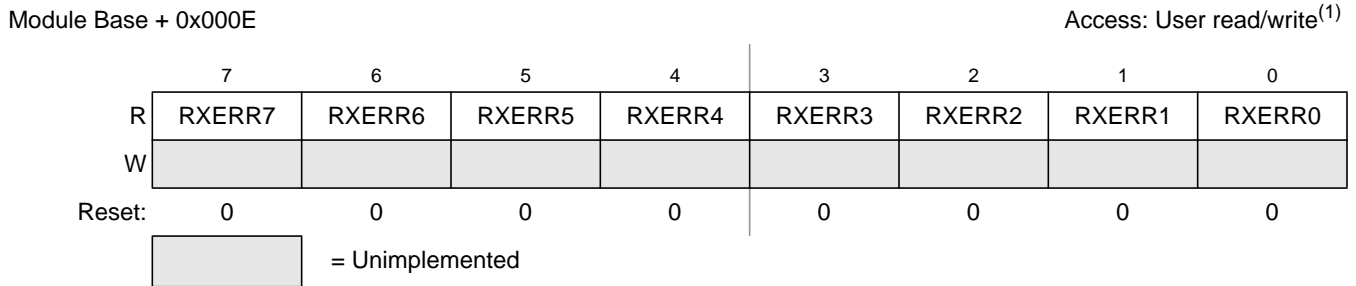 Module Base + 0x000E Access: User read/write(1)
7 6 5 4 3 2 1 0
R RXERR7 RXERR6 RXERR5 RXERR4 RXERR3 RXERR2 RXERR1 RXERR0
W
Reset: 0 0 0 0 0 0 0 0
= Unimplemented